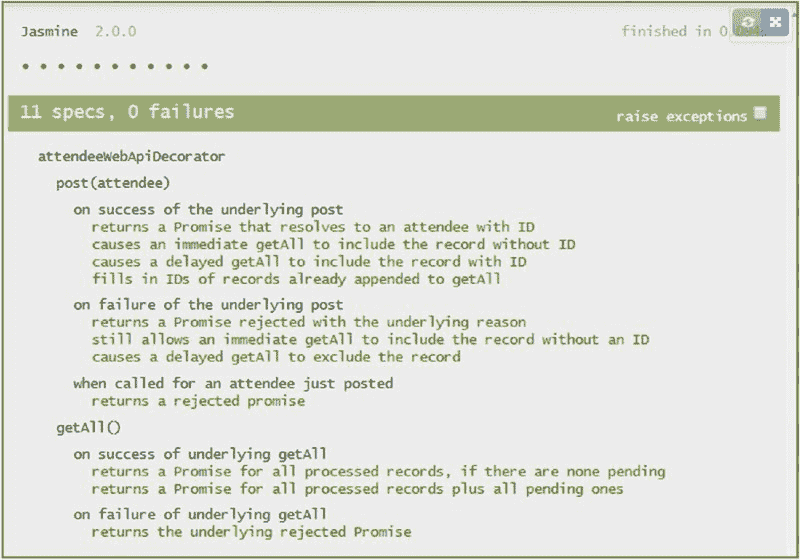 Jasmine 2.0.0
finished in 0
11 specs, 0 failures
raise exceptions
attendeeWebApiDecorator
post(attendee)
on success of the underlying post
returns a Promise that resolves to an attendee with ID
causes an immediate getAll to include the record without ID
causes a delayed getAll to include the record with ID
fills in IDs of records already appended to getAll
on failure of the underlying post
returns a Promise rejected with the underlying reason
still allows an immediate getAll to include the record without an ID
causes a delayed getAll to exclude the record
when called for an attendee just posted
returns a rejected promise
getAll()
on success of underlying getAll
returns a Promise for all processed records, if there are none pending
returns a Promise for all processed records plus all pending ones
on failure of underlying getAll
returns the underlying rejected Promise